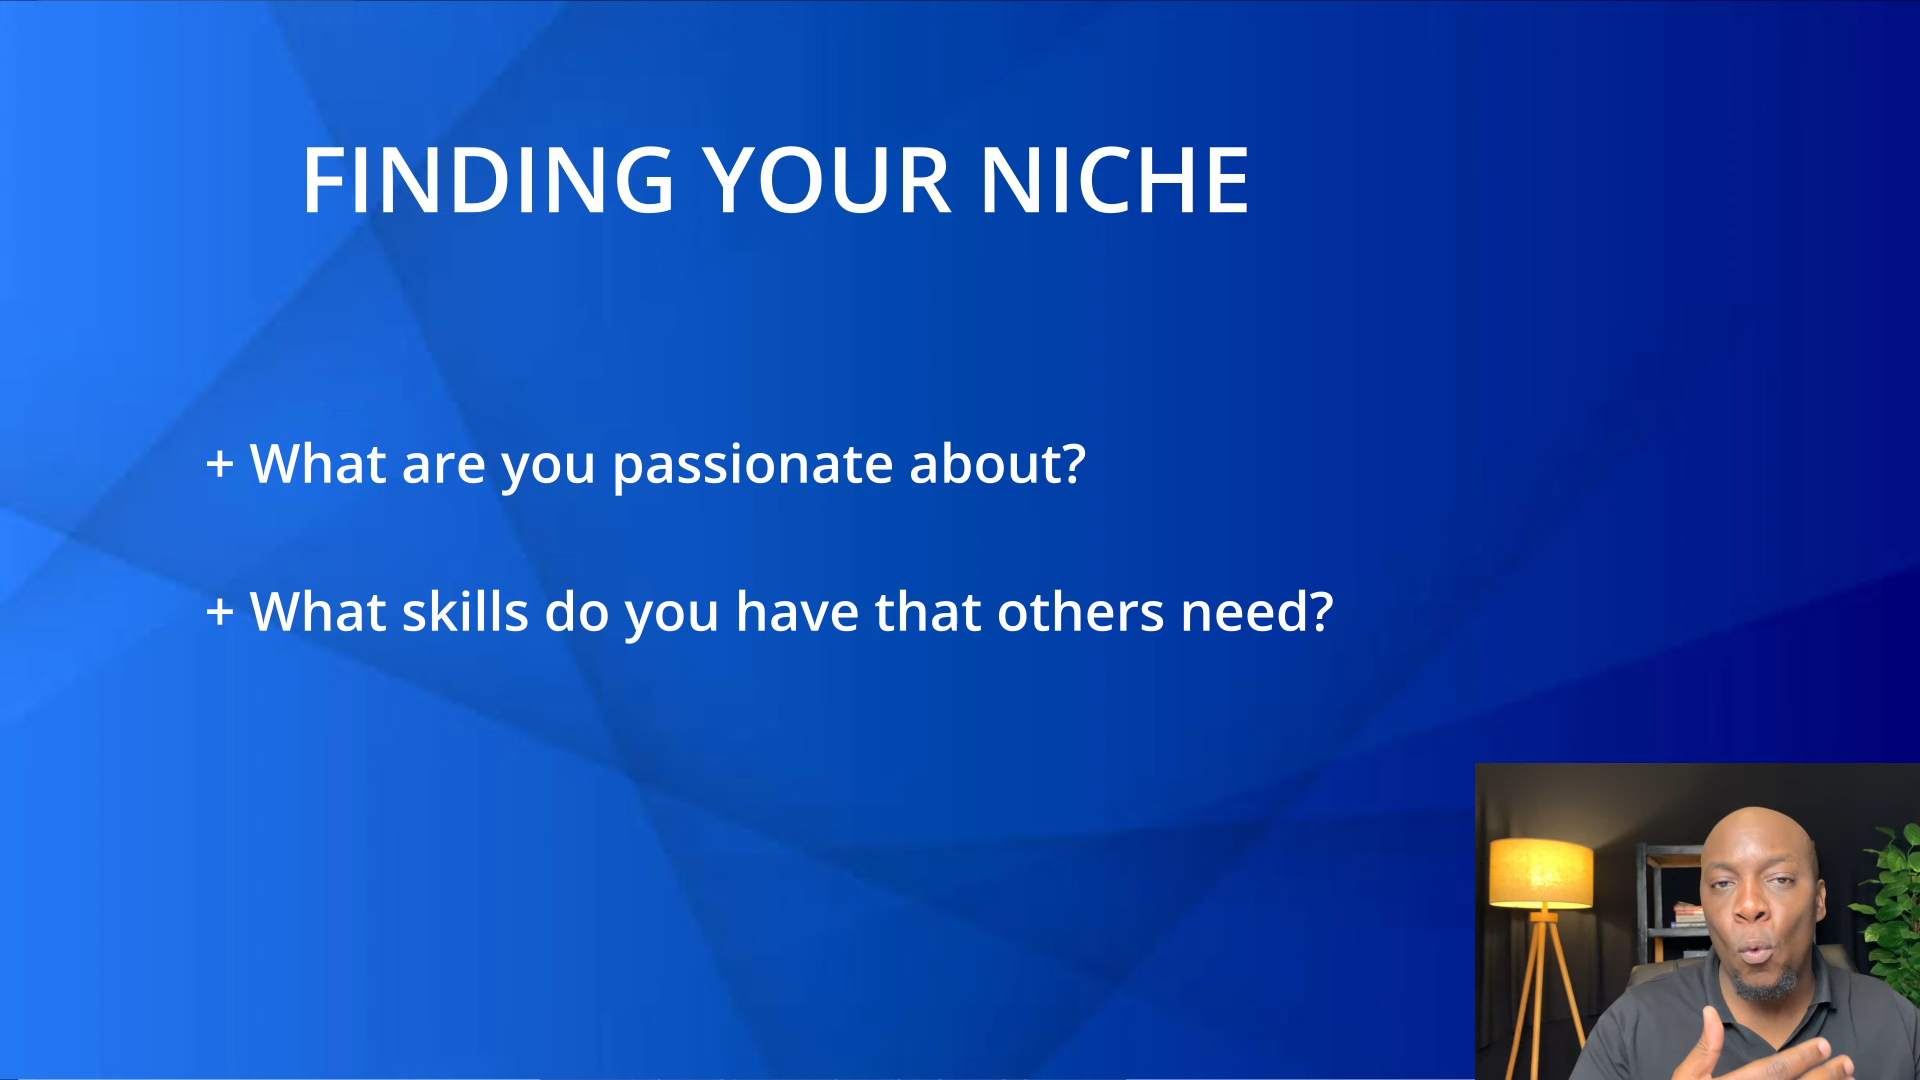 FINDING YOUR NICHE
+ What are you passionate about?
+ What skills do you have that others need?